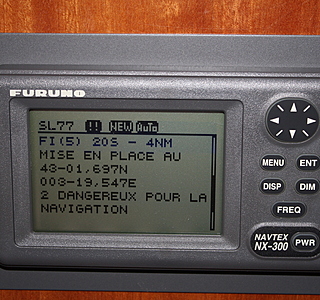 FURUNO
SL77 !! NEW Auto
FI(5) 20S - 4NM
MISE EN PLACE AU
43-01,697N
003-19,547E
2 DANGEREUX POUR LA
NAVIGATION
MENU ENT
DISP DIM
FREQ
NAVTEX
NX-300 PWR